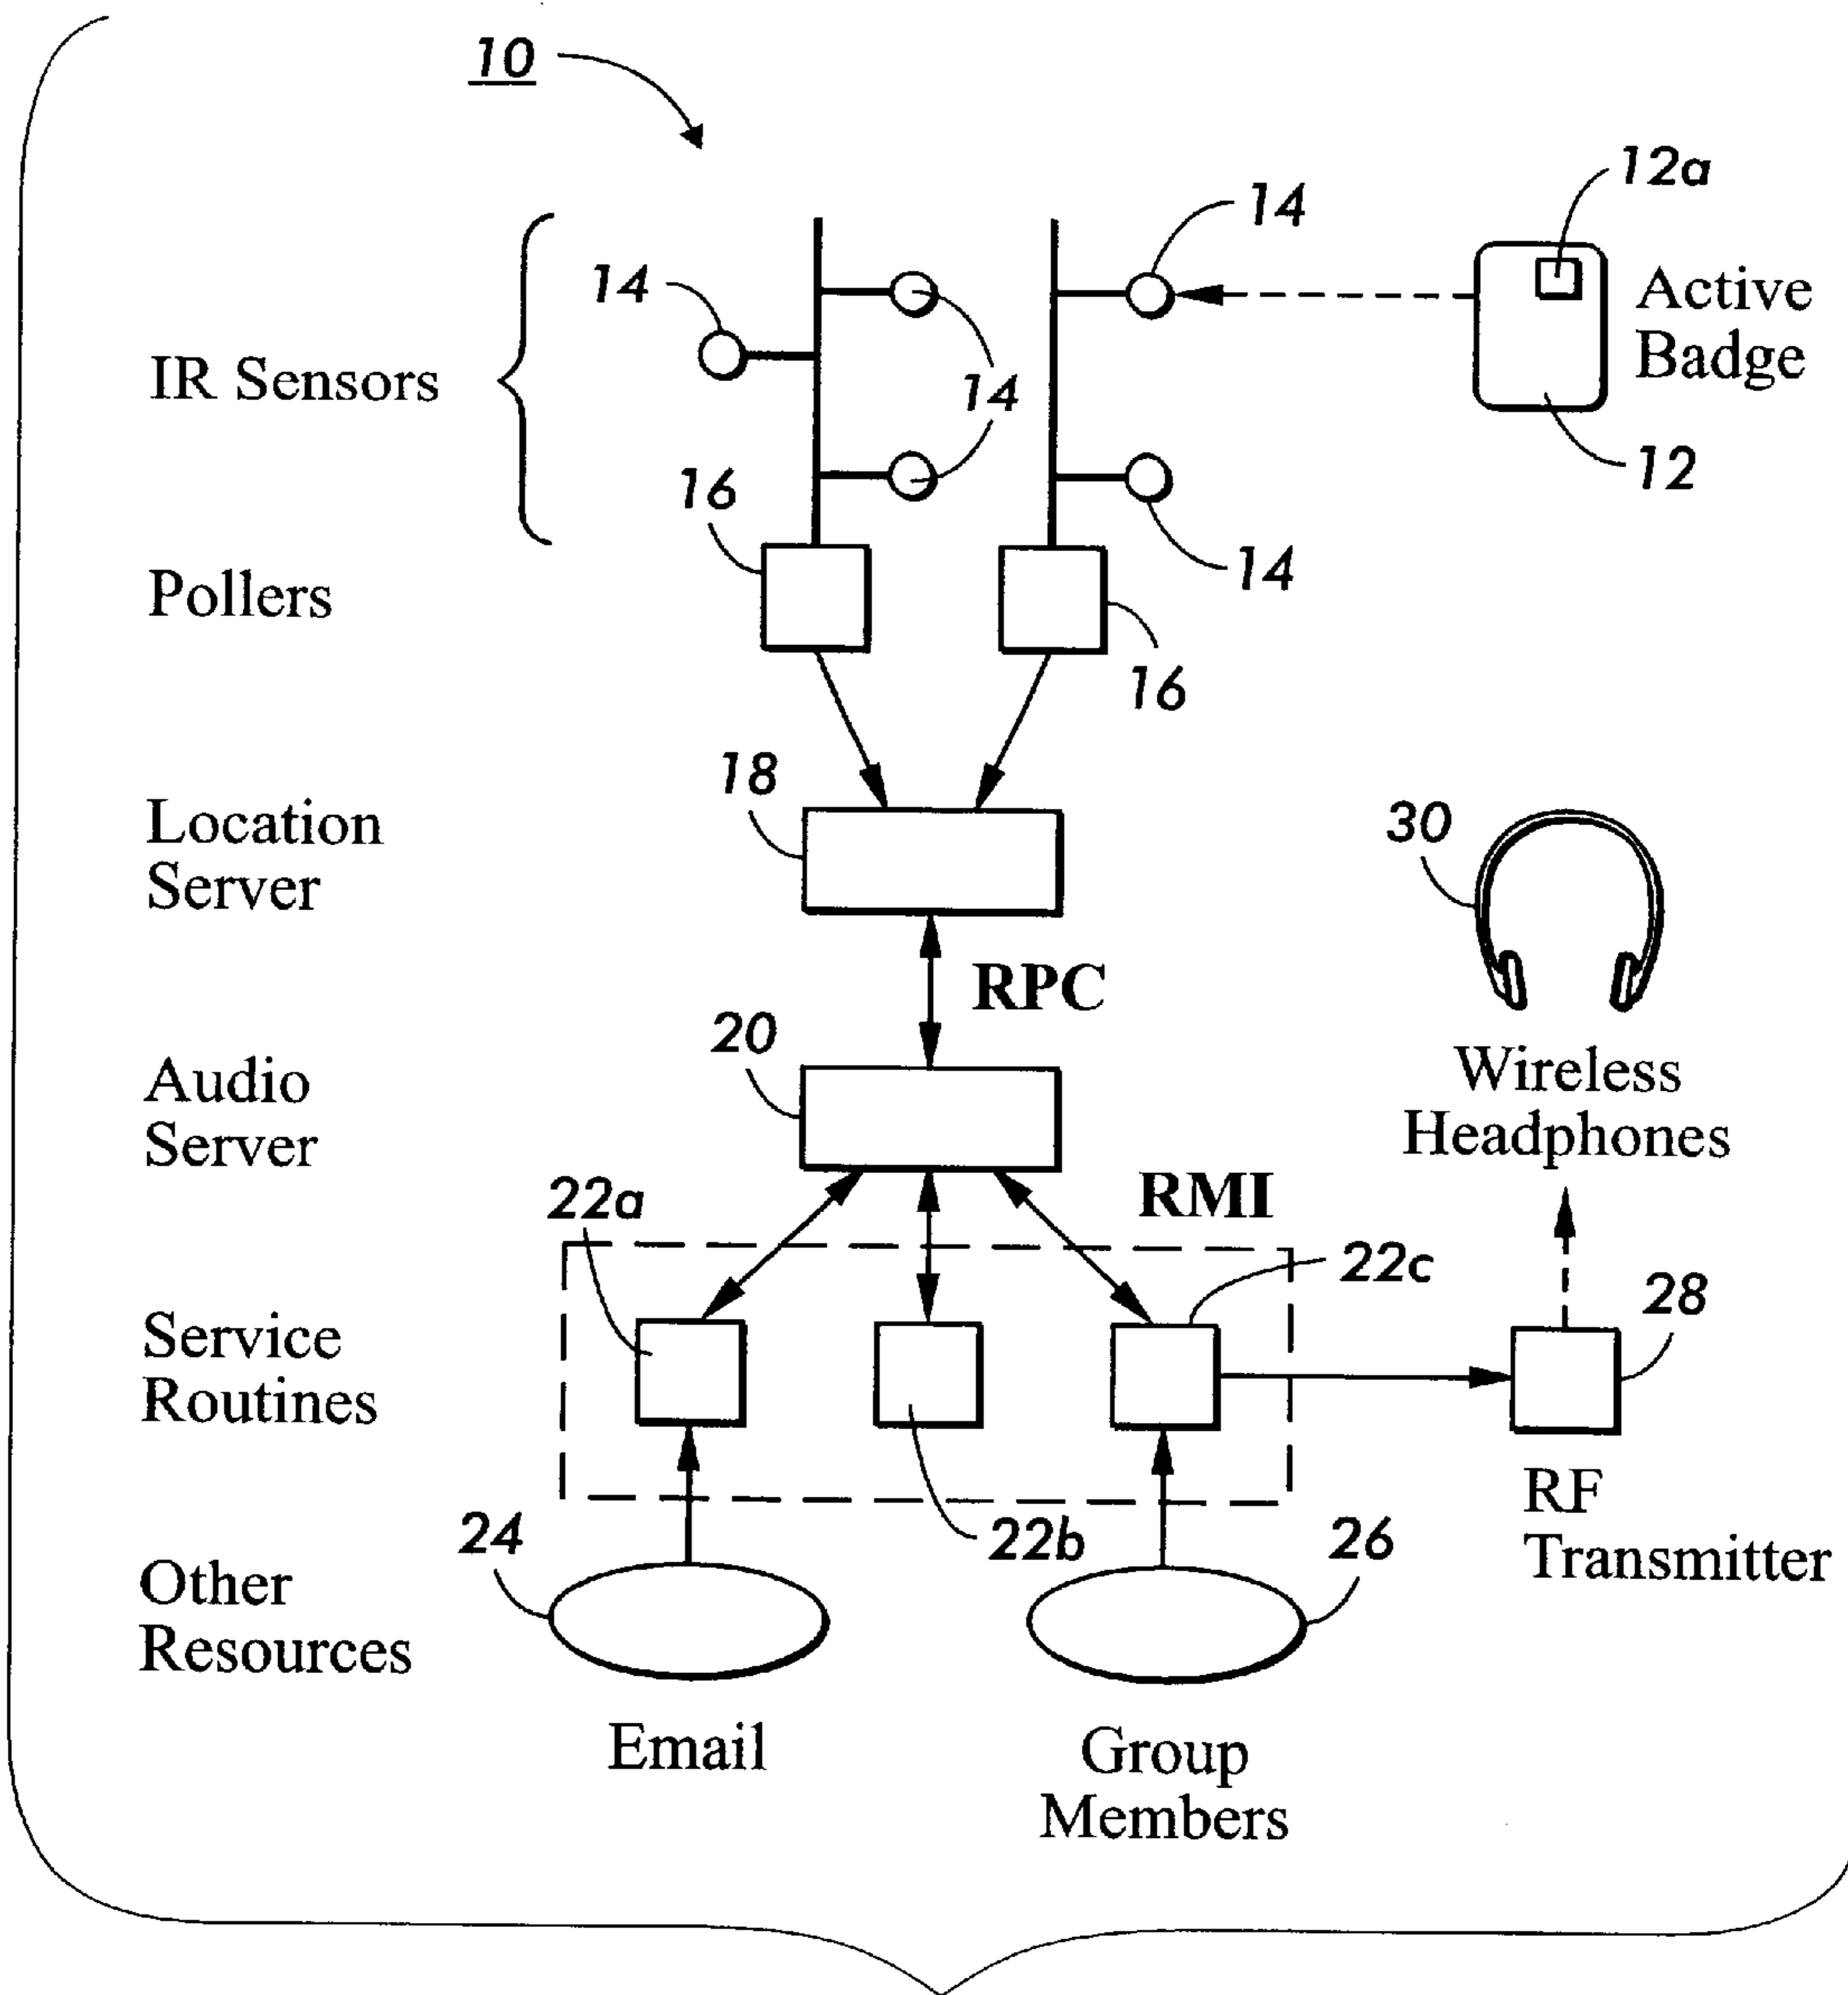 10
12a
14
14
Active
Badge
IR Sensors
14
12
16
14
Pollers
16
18
Location
Server
30
RPC
20
Audio
Server
Wireless
Headphones
RMI
22a
22c
28
Service
Routines
RF
Transmitter
24
22b
26
Other
Resources
Email
Group
Members